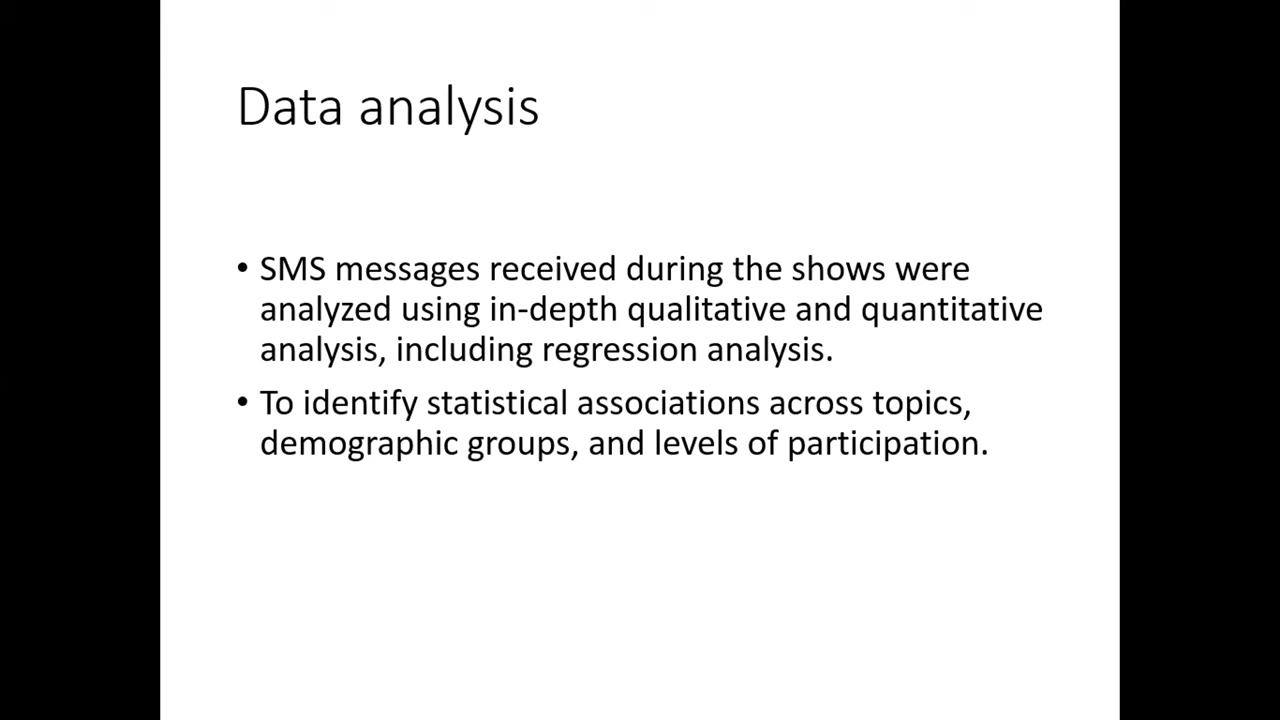 Data analysis
• SMS messages received during the shows were
analyzed using in-depth qualitative and quantitative
analysis, including regression analysis.
• To identify statistical associations across topics,
demographic groups, and levels of participation.